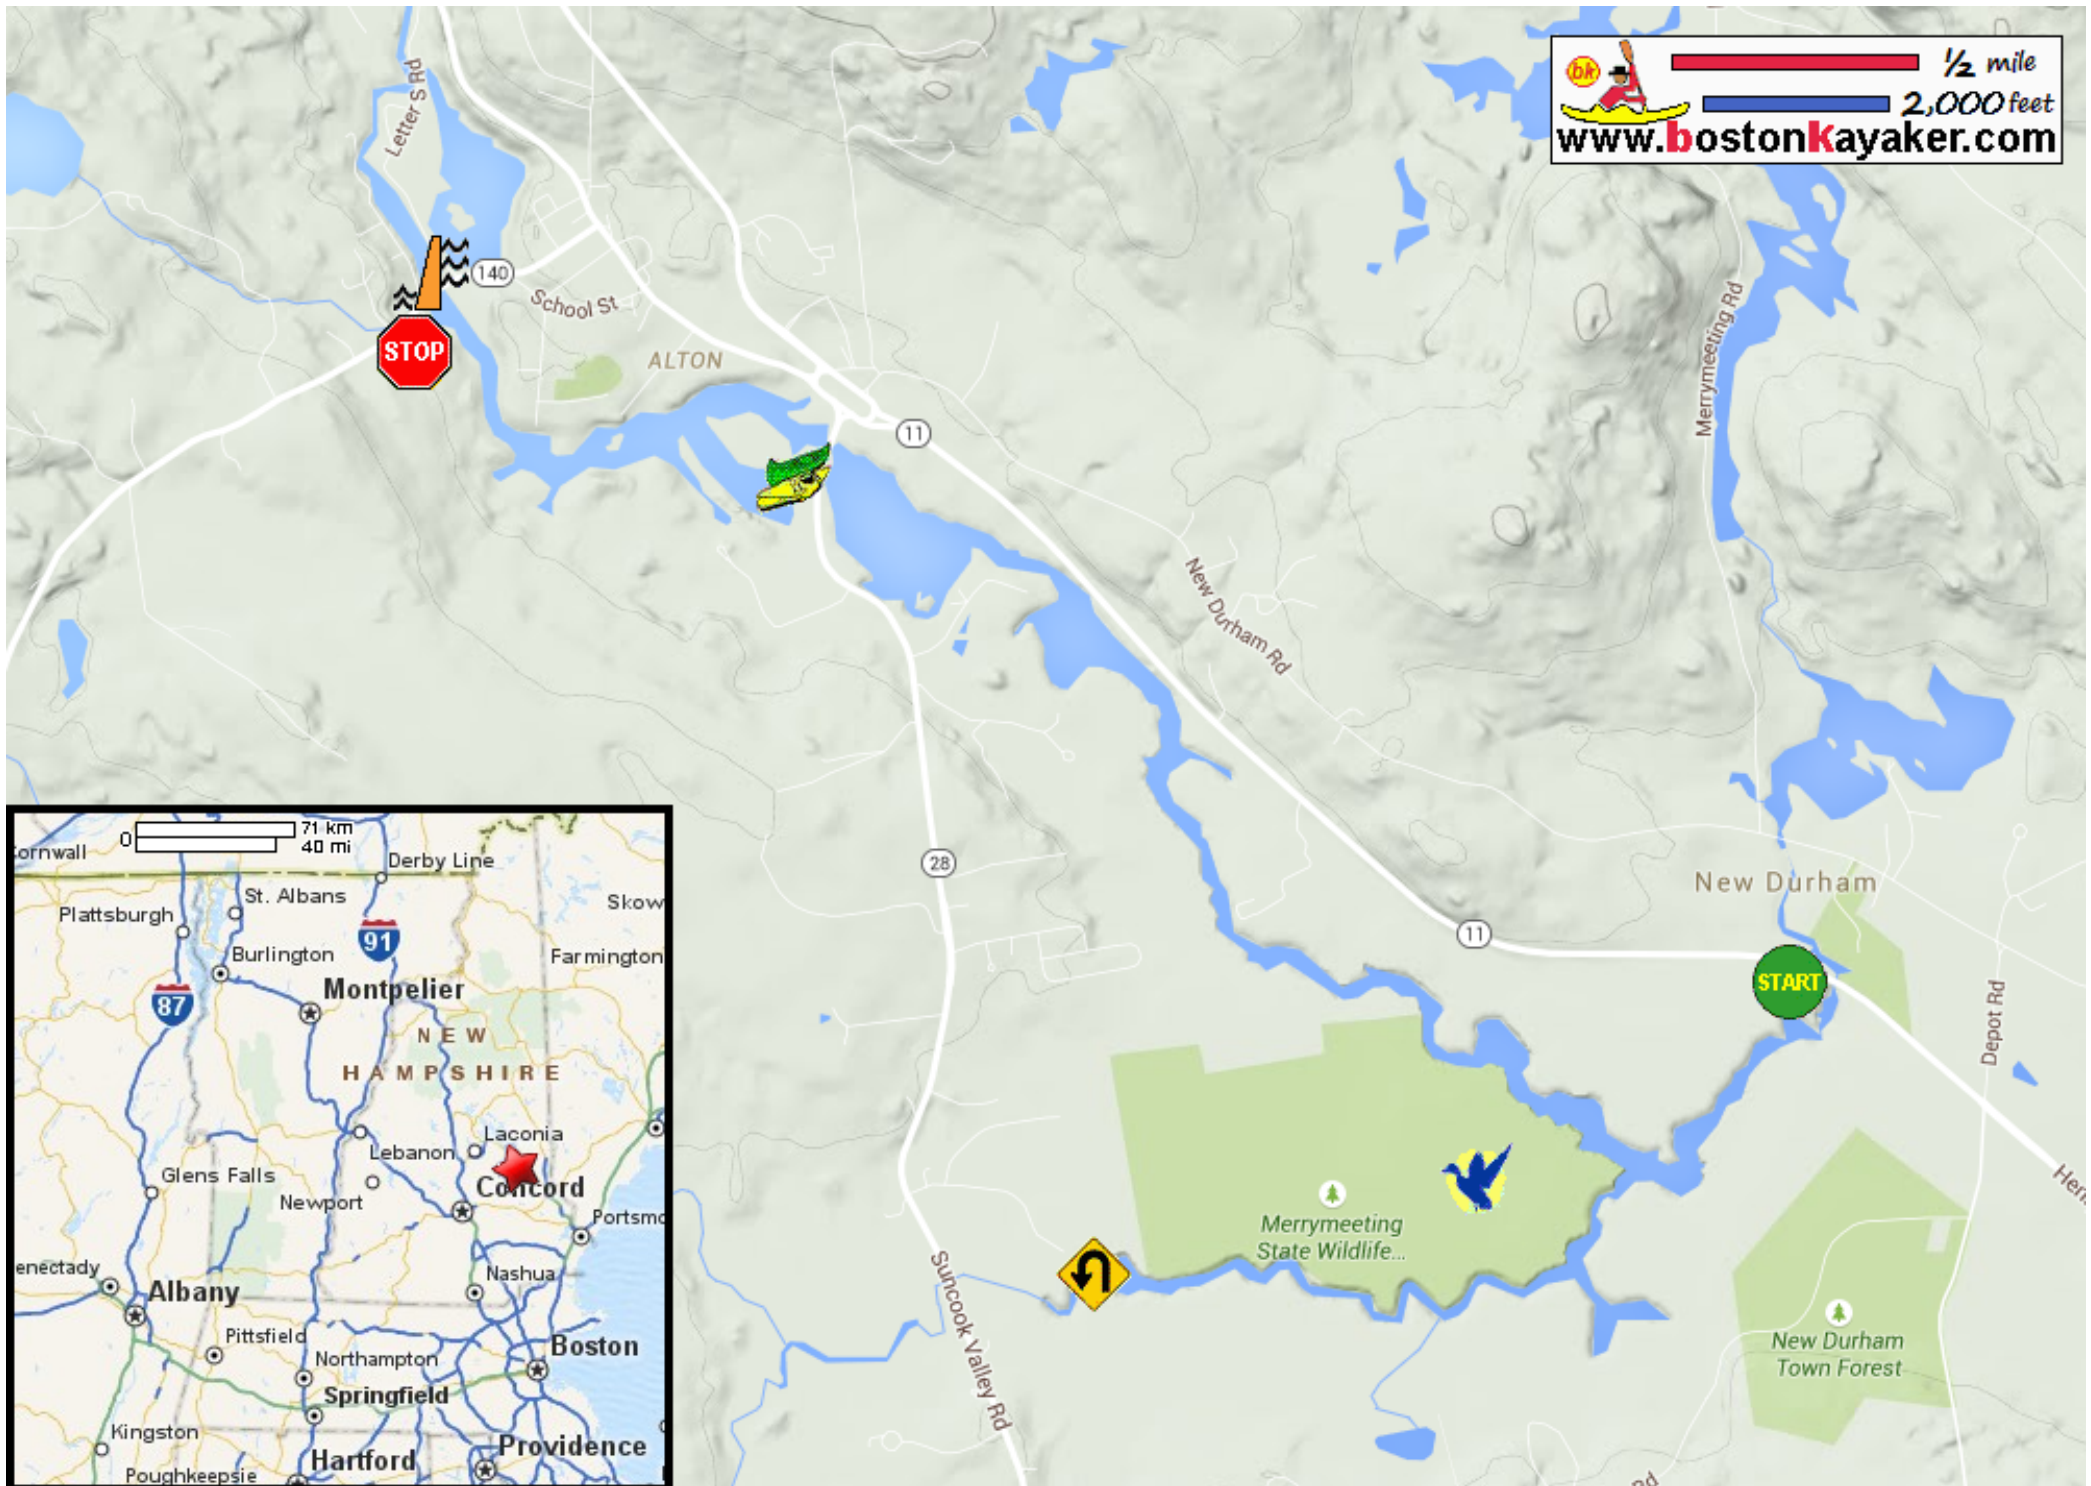 Letter S Rd
bk
1/2 mile
2,000 feet
www.bostonKayaker.com
140
School St
STOP
ALTON
11
Merrymeeting Rd
New Durham Rd
28
New Durham
11
START
Depot Rd
Merrymeeting
State Wildlife...
Suncook Valley Rd
New Durham
Town Forest
Rd
0
71 km
40 mi
Cornwall
Derby Line
St. Albans
Plattsburgh
Skow
91
Burlington
Farmington
Montpelier
87
NEW
HAMPSHIRE
Laconia
Lebanon
Glens Falls
Concord
Newport
Portsmo
enectady
Nashua
Albany
Pittsfield
Boston
Northampton
Springfield
Kingston
Providence
Hartford
Poughkeepsie